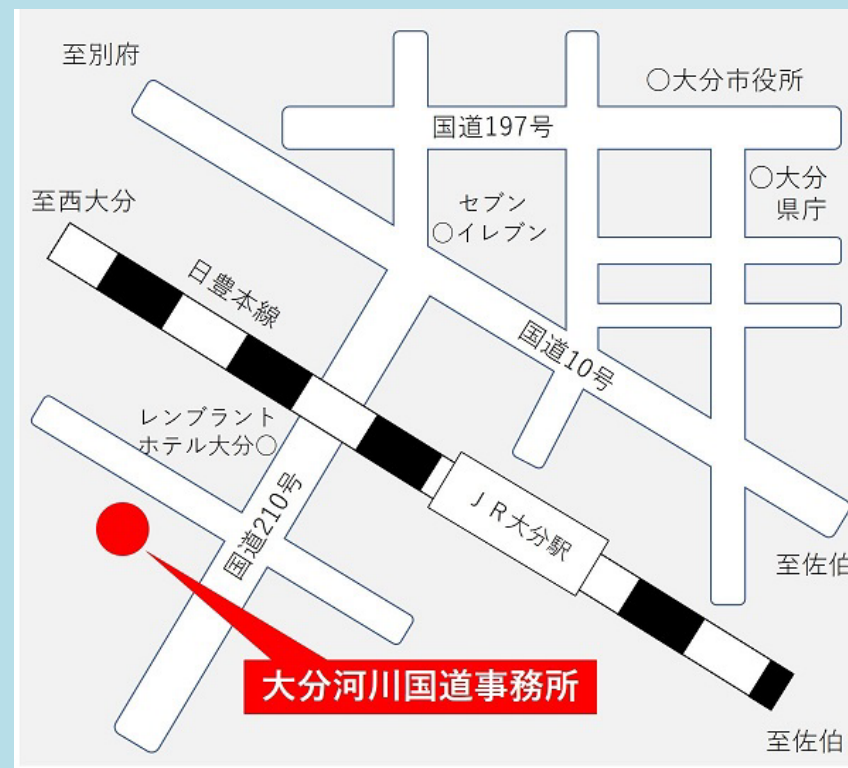 至別府
○大分市役所
国道197号
○大分
県庁
至西大分
セブン
○イレブン
日豊本線
国道10号
レンブラント
ホテル大分○
国道210号
JR大分駅
至佐伯
大分河川国道事務所
至佐伯